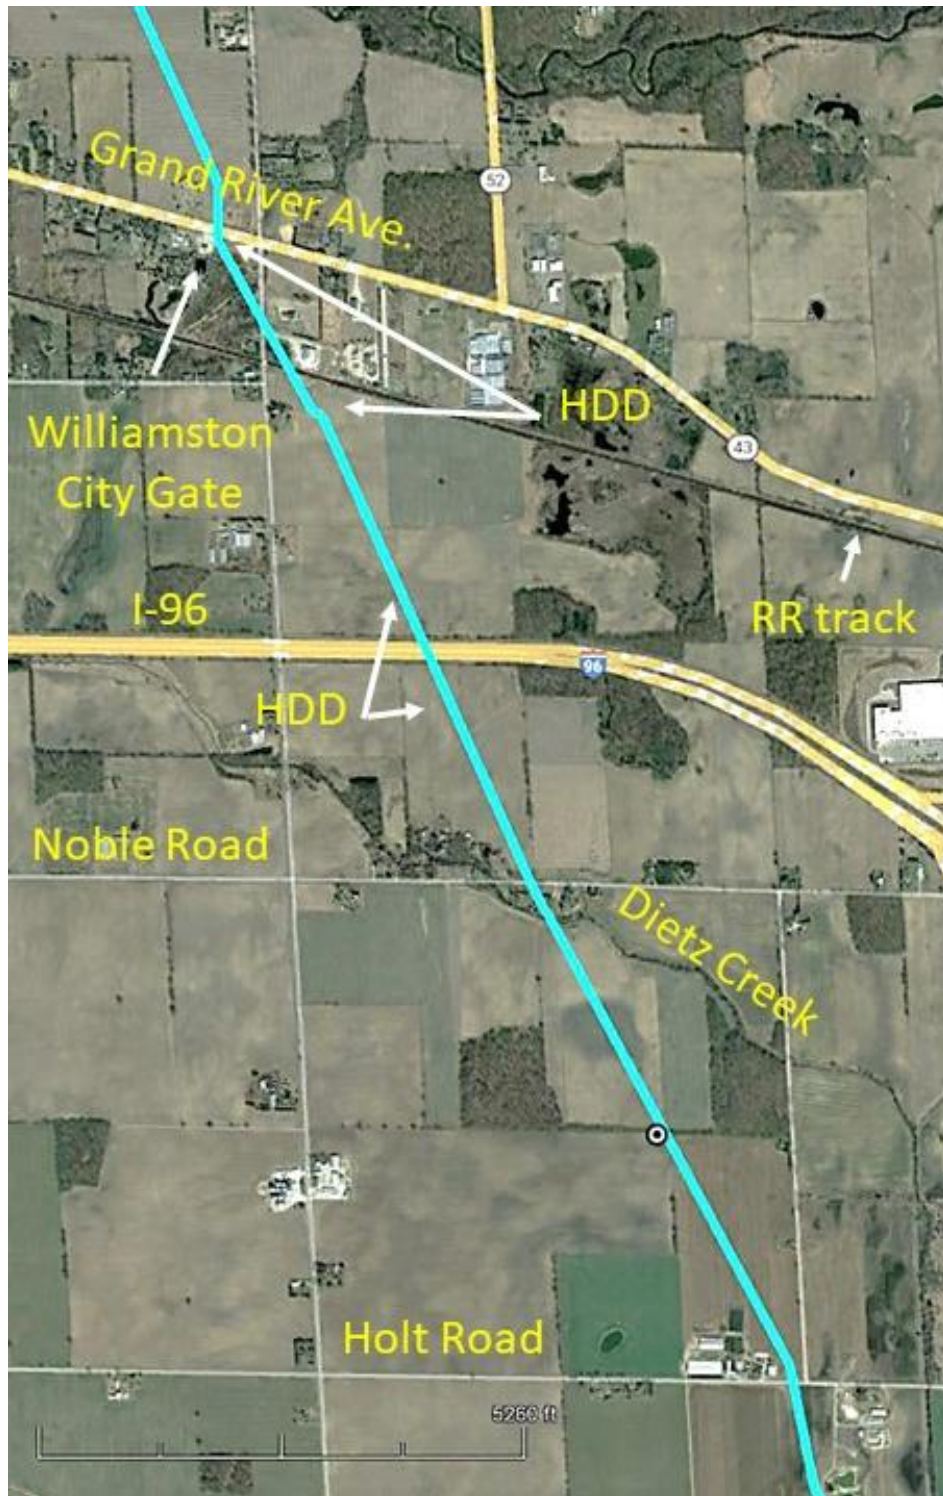 Grand River Ave.
52
HDD
Williamston
City Gate
43
I-96
RR track
96
HDD
Noble Road
Dietz Creek
Holt Road
5260 ft